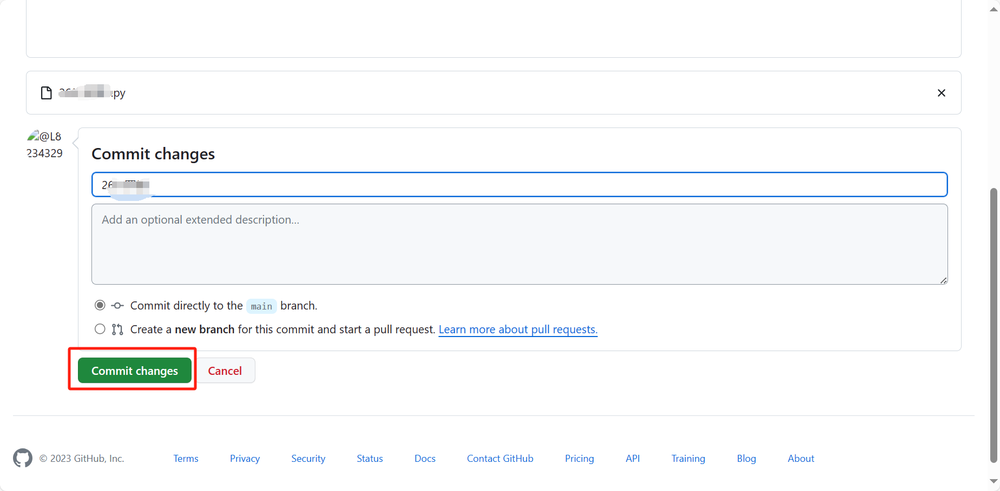 .py
@L8
234329
Commit changes
26
Add an optional extended description...
Commit directly to the main branch.
Create a new branch for this commit and start a pull request. Learn more about pull requests.
Commit changes Cancel
© 2023 GitHub, Inc. Terms Privacy Security Status Docs Contact GitHub Pricing API Training Blog About